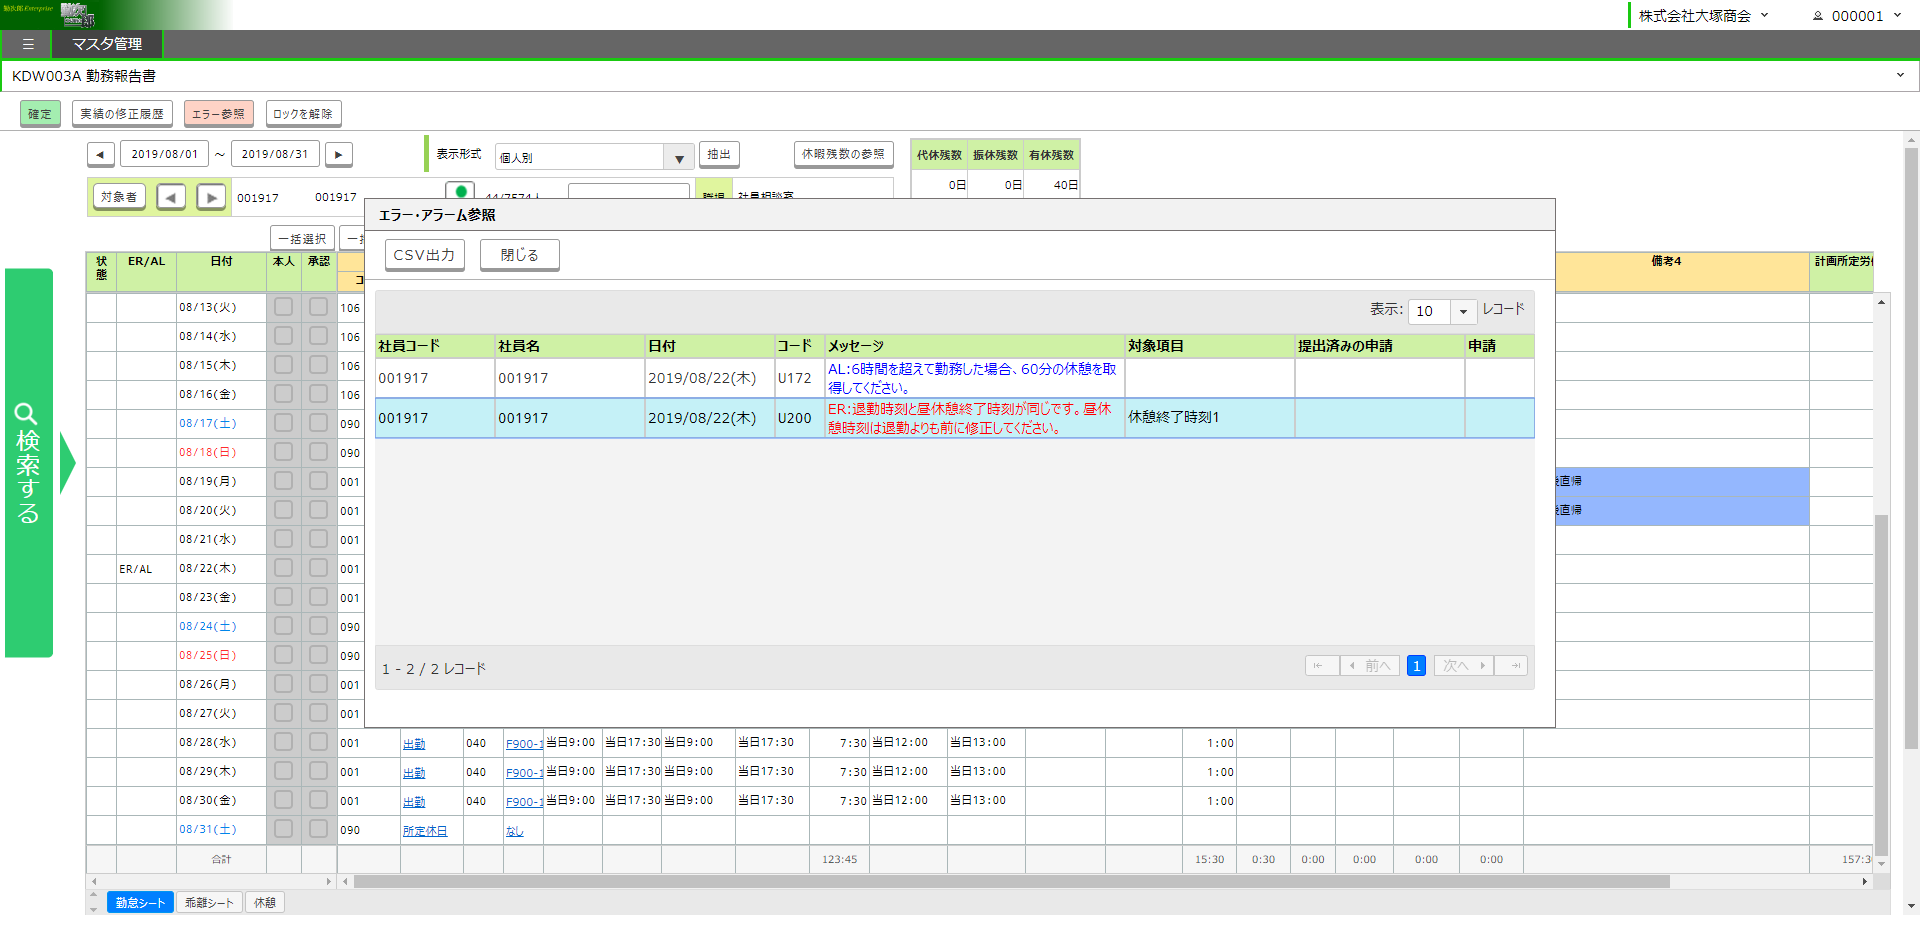 勤次郎Enterprise
株式会社大塚商会
000001
マスタ管理
KDW003A 勤務報告書
確定 実績の修正履歴 エラー参照 ロックを解除
◀ 2019/08/01 ～ 2019/08/31 ▶ 表示形式 個人別 抽出 休暇残数の参照
代休残数 振休残数 有休残数
0日 0日 40日
対象者 ◀ ▶ 001917 001917
一括選択
検索する
状態 ER/AL 日付 本人 承認 備考4
エラー・アラーム参照
CSV出力 閉じる
表示: 10 レコード
社員コード 社員名 日付 コード メッセージ 対象項目 提出済みの申請 申請
001917 001917 2019/08/22(木) U172 AL:6時間を超えて勤務した場合、60分の休憩を取
得してください。
001917 001917 2019/08/22(木) U200 ER:退勤時刻と昼休憩終了時刻が同じです。昼休 休憩終了時刻1
憩時刻は退勤よりも前に修正してください。
1 - 2 / 2 レコード
前へ 1 次へ
08/13(火) 106
08/14(水) 106
08/15(木) 106
08/16(金) 106
08/17(土) 090
08/18(日) 090
08/19(月) 001 直帰
08/20(火) 001 直帰
08/21(水) 001
ER/AL 08/22(木) 001
08/23(金) 001
08/24(土) 090
08/25(日) 090
08/26(月) 001
08/27(火) 001
08/28(水) 001 出勤 040 F900-1 当日9:00 当日17:30 当日9:00 当日17:30 7:30 当日12:00 当日13:00 1:00
08/29(木) 001 出勤 040 F900-1 当日9:00 当日17:30 当日9:00 当日17:30 7:30 当日12:00 当日13:00 1:00
08/30(金) 001 出勤 040 F900-1 当日9:00 当日17:30 当日9:00 当日17:30 7:30 当日12:00 当日13:00 1:00
08/31(土) 090 所定休日 なし
合計 123:45 15:30 0:30 0:00 0:00 0:00 0:00 157:3
勤怠シート 乖離シート 休憩